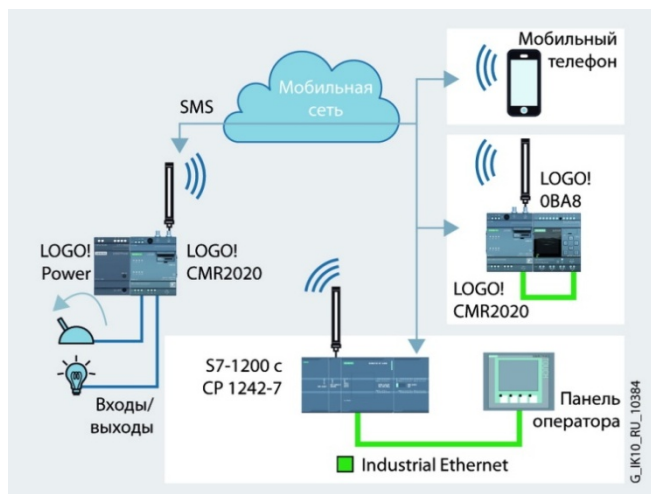 Мобильный
телефон
Мобильная
сеть
SMS
LOGO!
0BA8
LOGO!
Power
LOGO!
CMR2020
LOGO!
CMR2020
S7-1200 с
CP 1242-7
Входы/
выходы
Панель
оператора
Industrial Ethernet
G_IK10_RU_10384